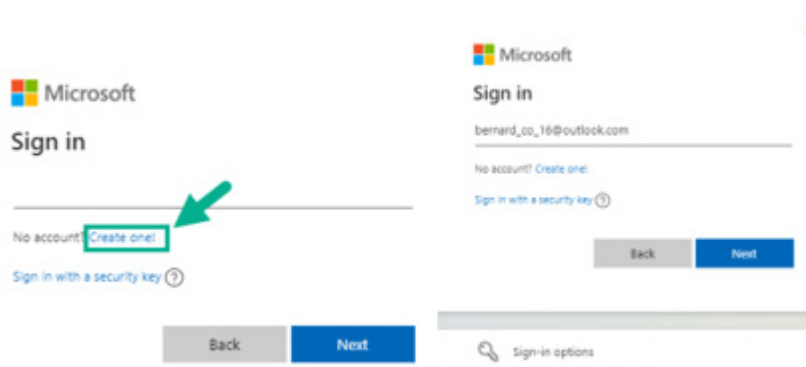 Microsoft
Sign in
No account? Create one!
Sign in with a security key
Back
Next
Microsoft
Sign in
bernard_co_16@outlook.com
No account? Create one!
Sign in with a security key
Back
Next
Sign-in options